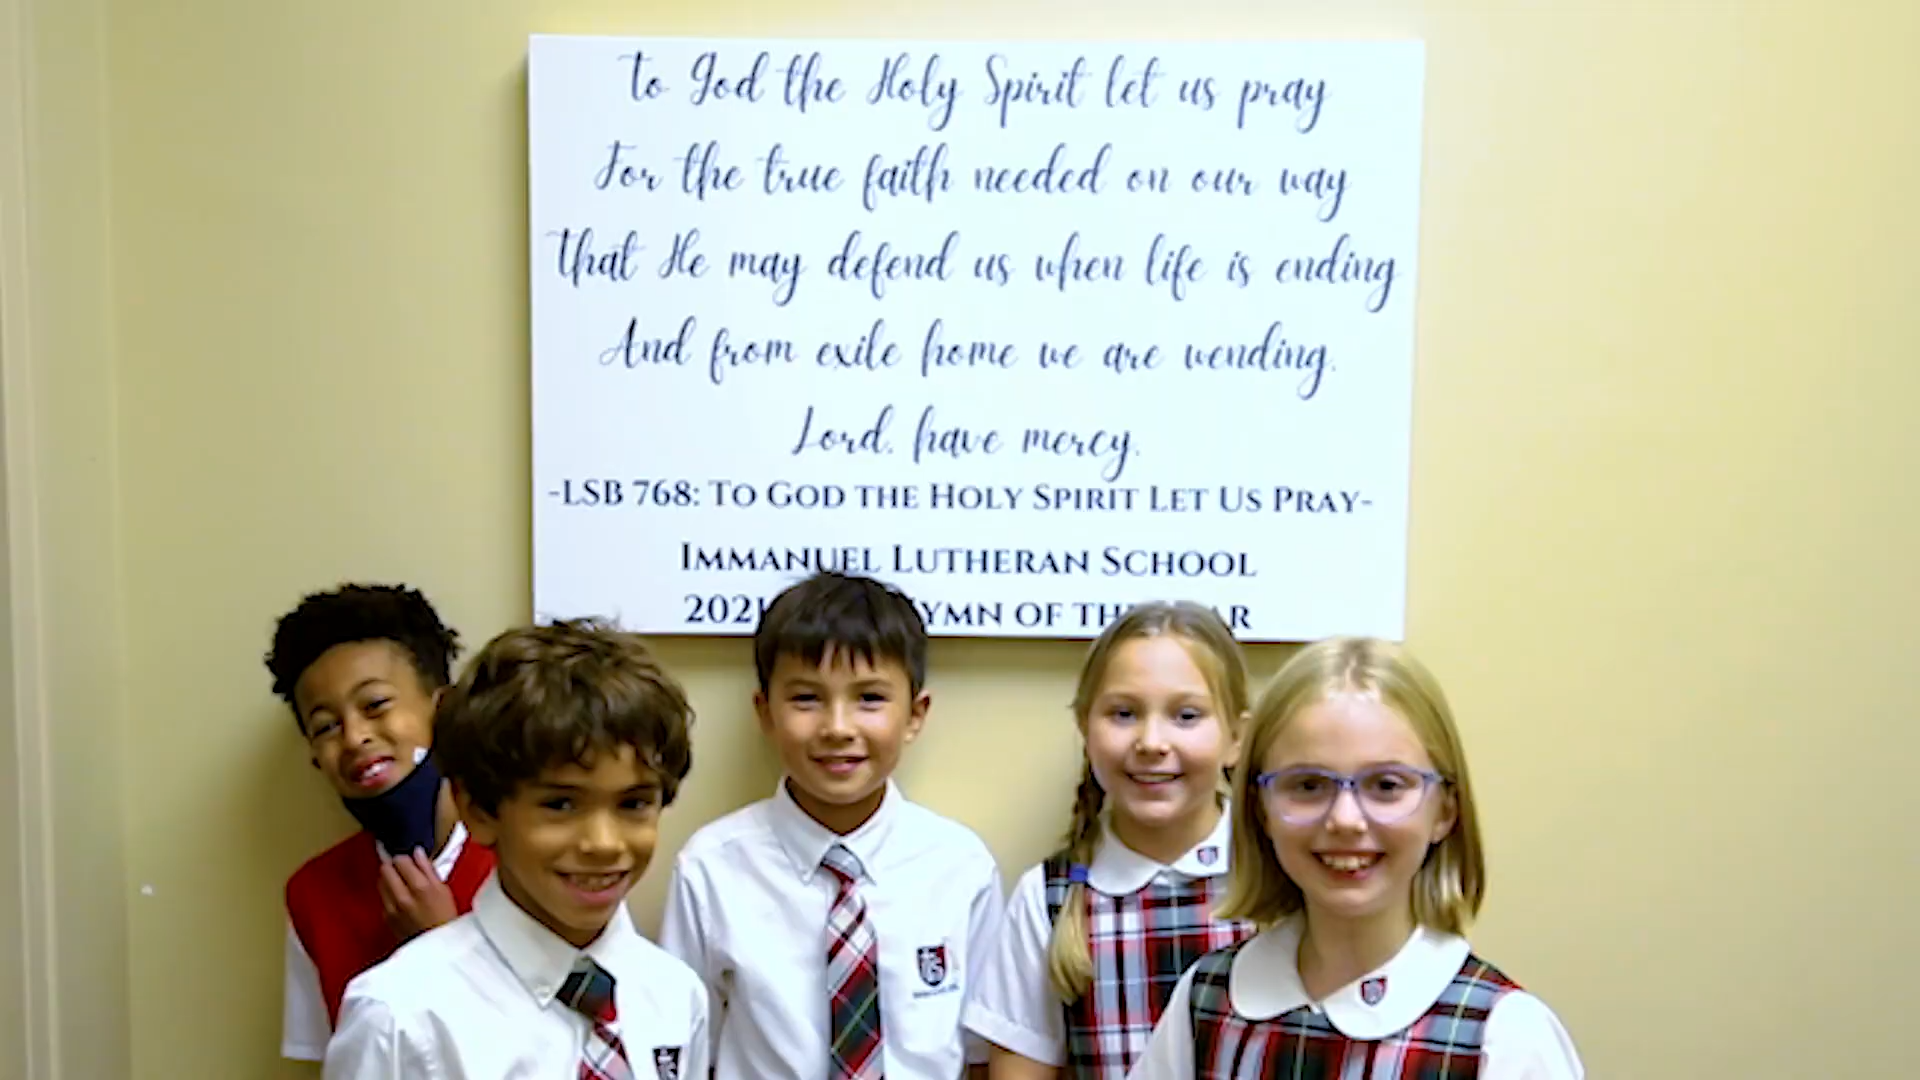 To God the Holy Spirit let us pray
For the true faith needed on our way
That He may defend us when life is ending
And from exile home we are wending.
Lord, have mercy.
-LSB 768: To God the Holy Spirit Let Us Pray-
Immanuel Lutheran School
2021 of